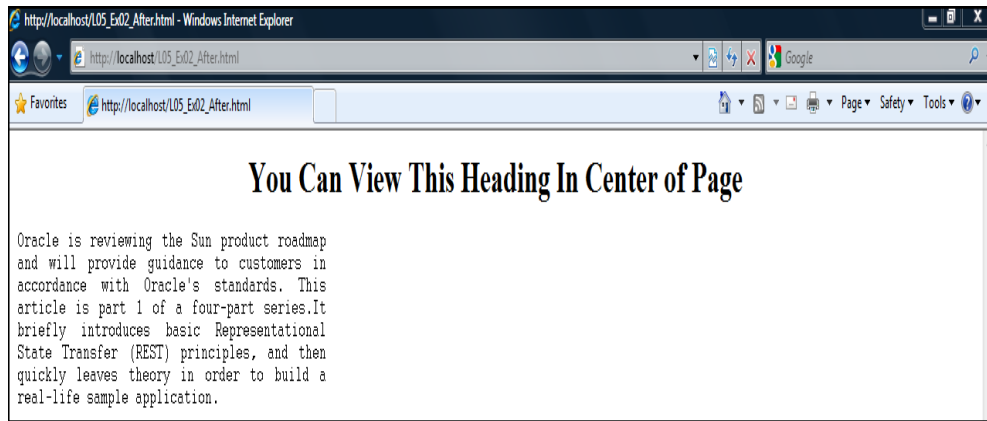 http://localhost/L05_Ex02_After.html - Windows Internet Explorer
http://localhost/L05_Ex02_After.html
Google
Favorites
http://localhost/L05_Ex02_After.html
Page
Safety
Tools
You Can View This Heading In Center of Page
Oracle is reviewing the Sun product roadmap
and will provide guidance to customers in
accordance with Oracle's standards. This
article is part 1 of a four-part series.It
briefly introduces basic Representational
State Transfer (REST) principles, and then
quickly leaves theory in order to build a
real-life sample application.